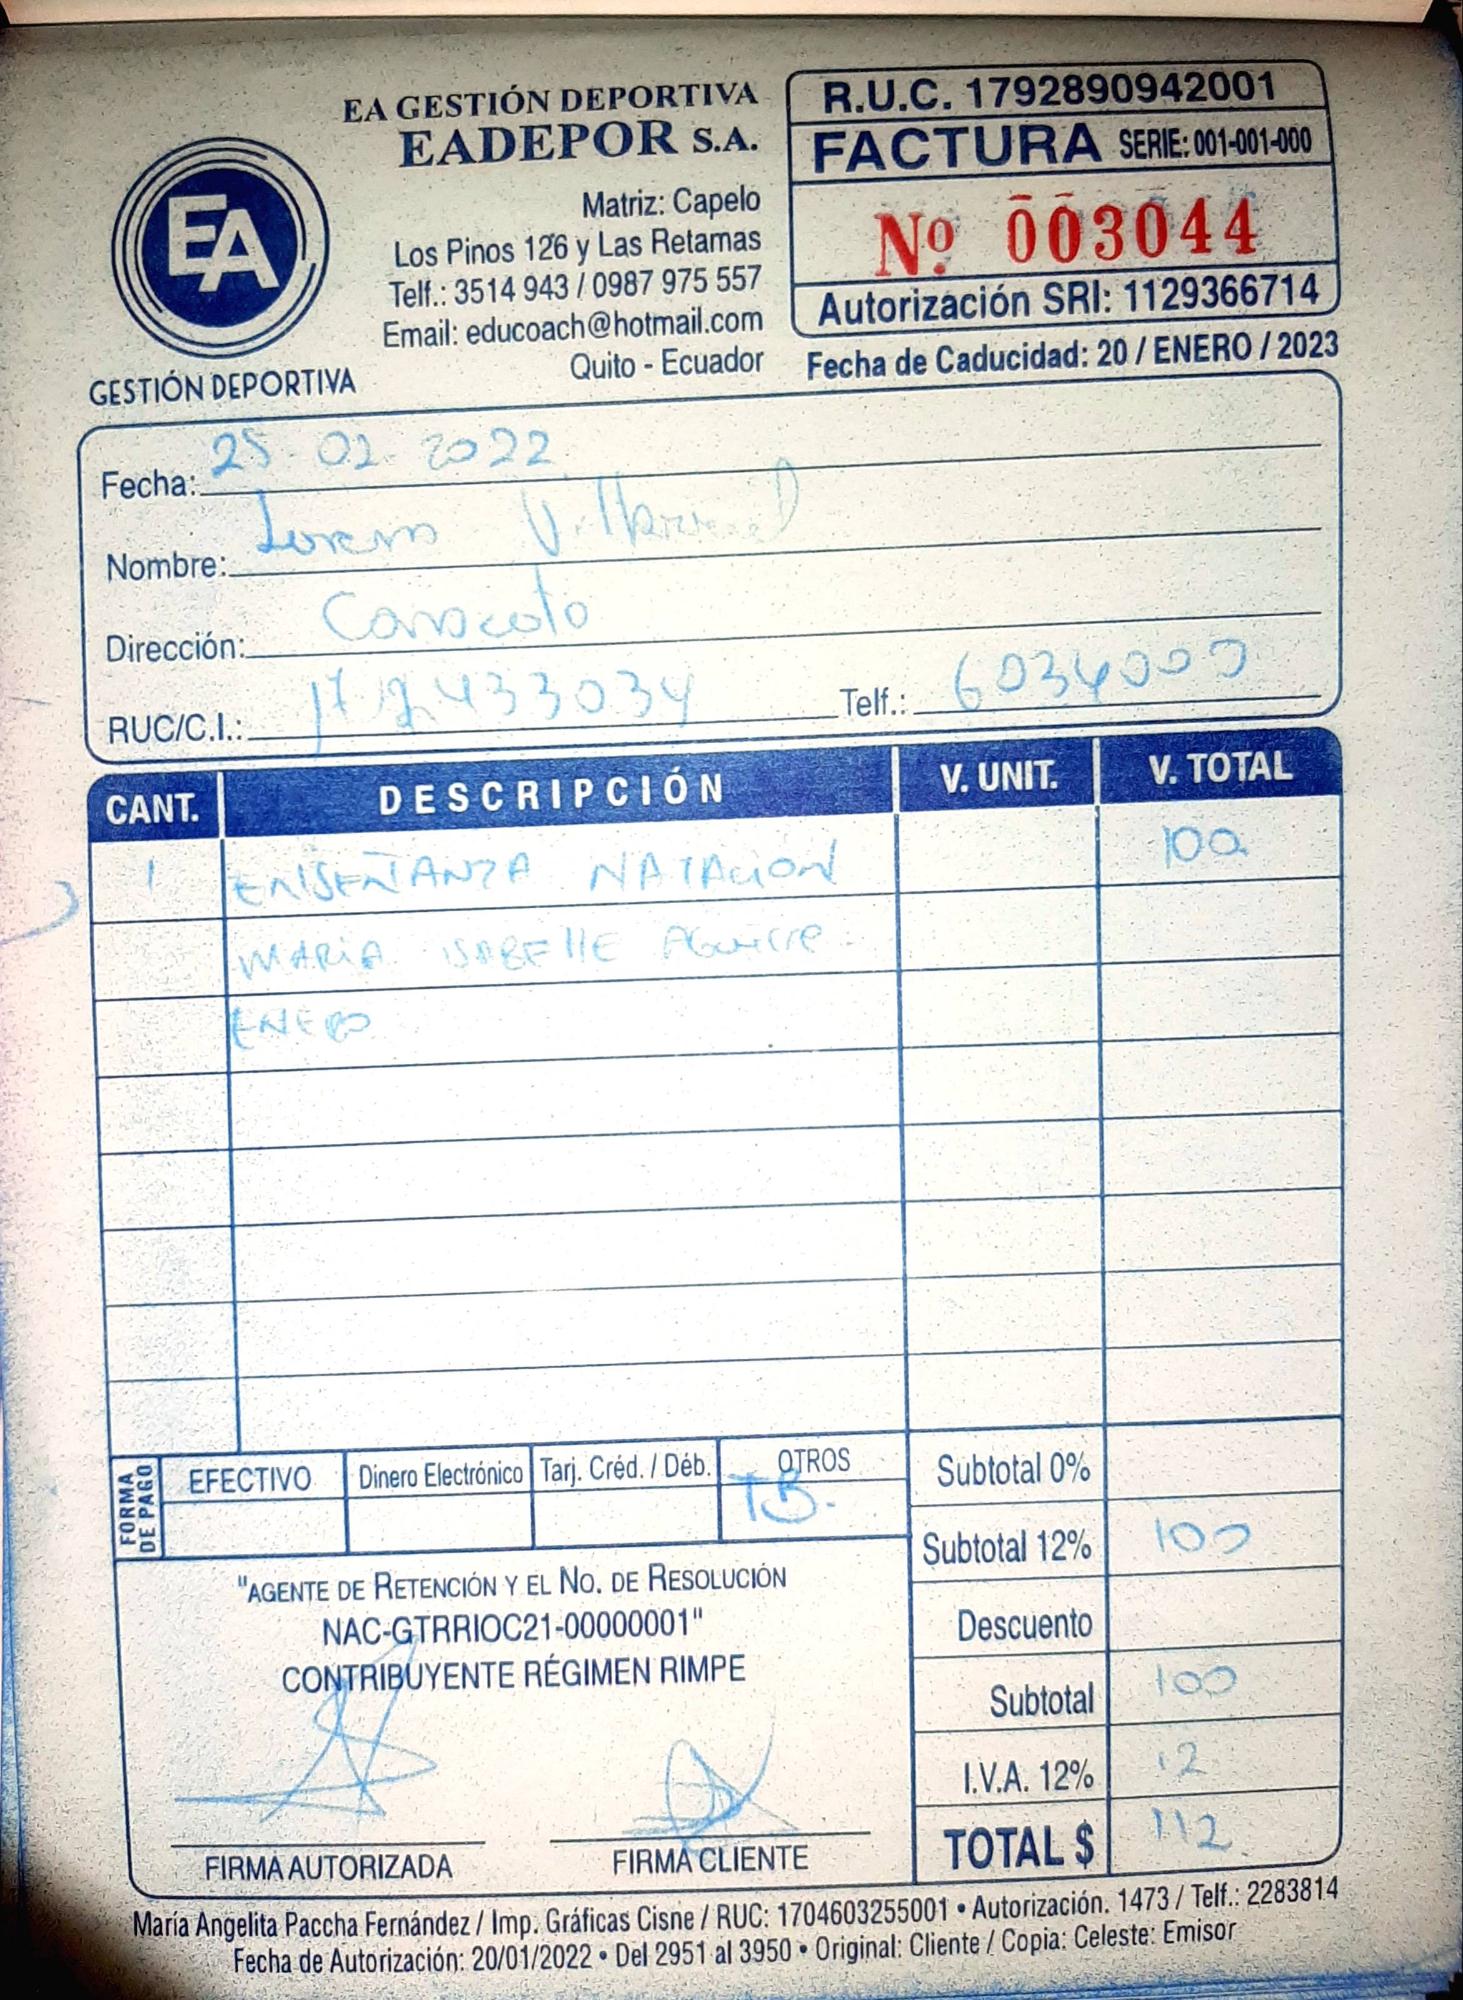 EA GESTIÓN DEPORTIVA
EADEPOR S.A.
EA
GESTIÓN DEPORTIVA
Matriz: Capelo
Los Pinos 126 y Las Retamas
Telf.: 3514 943 / 0987 975 557
Email: educoach@hotmail.com
Quito - Ecuador
R.U.C. 1792890942001
FACTURA SERIE: 001-001-000
Nº 003044
Autorización SRI: 1129366714
Fecha de Caducidad: 20 / ENERO / 2023
Fecha: 25-02-2022
Nombre:
Dirección:
RUC/C.I.: Telf.: 6034000
CANT. DESCRIPCIÓN V. UNIT. V. TOTAL
1 ENSEÑANZA NATACIÓN 100
MARIA ISABELLE Aguirre
ENERO
FORMA DE PAGO
EFECTIVO Dinero Electrónico Tarj. Créd. / Déb. OTROS
T.B.
Subtotal 0%
Subtotal 12% 100
Descuento
Subtotal 100
I.V.A. 12% 12
TOTAL $ 112
"AGENTE DE RETENCIÓN Y EL NO. DE RESOLUCIÓN
NAC-GTRRIOC21-00000001"
CONTRIBUYENTE RÉGIMEN RIMPE
FIRMA AUTORIZADA FIRMA CLIENTE
María Angelita Paccha Fernández / Imp. Gráficas Cisne / RUC: 1704603255001 • Autorización. 1473 / Telf.: 2283814
Fecha de Autorización: 20/01/2022 • Del 2951 al 3950 • Original: Cliente / Copia: Celeste: Emisor